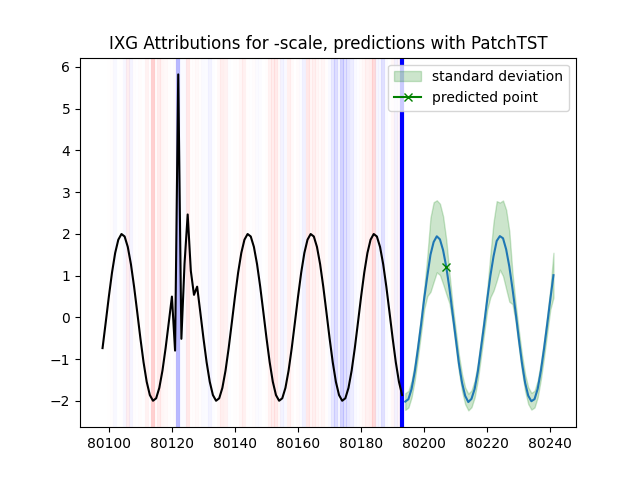 IXG Attributions for -scale, predictions with PatchTST
standard deviation
predicted point
6
5
4
3
2
1
0
−1
−2
80100 80120 80140 80160 80180 80200 80220 80240